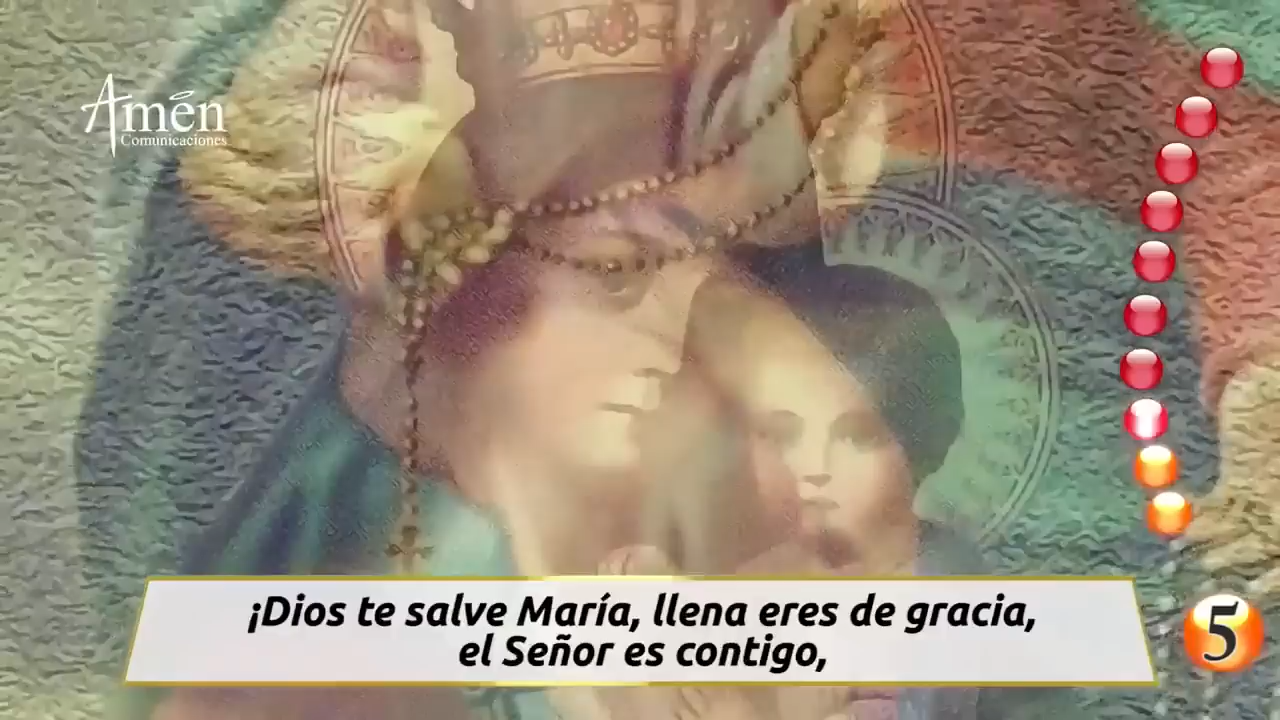 Amén
Comunicaciones
¡Dios te salve María, llena eres de gracia,
el Señor es contigo,
5